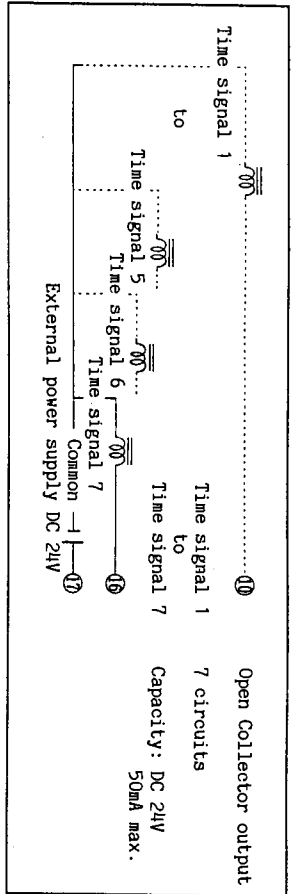 Time signal 1
to
Time signal 5
Time signal 6
Time signal 7
Common
External power supply DC 24V
⑩
⑯
⑰
Open Collector output
Time signal 1
to
Time signal 7
7 circuits
Capacity: DC 24V
50mA max.